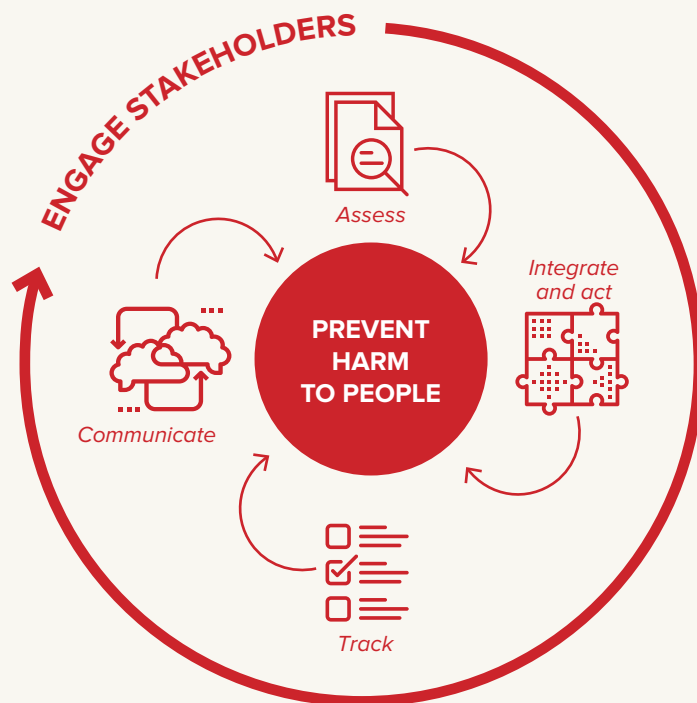 ENGAGE STAKEHOLDERS
Assess
Integrate
and act
PREVENT
HARM
TO PEOPLE
Communicate
Track